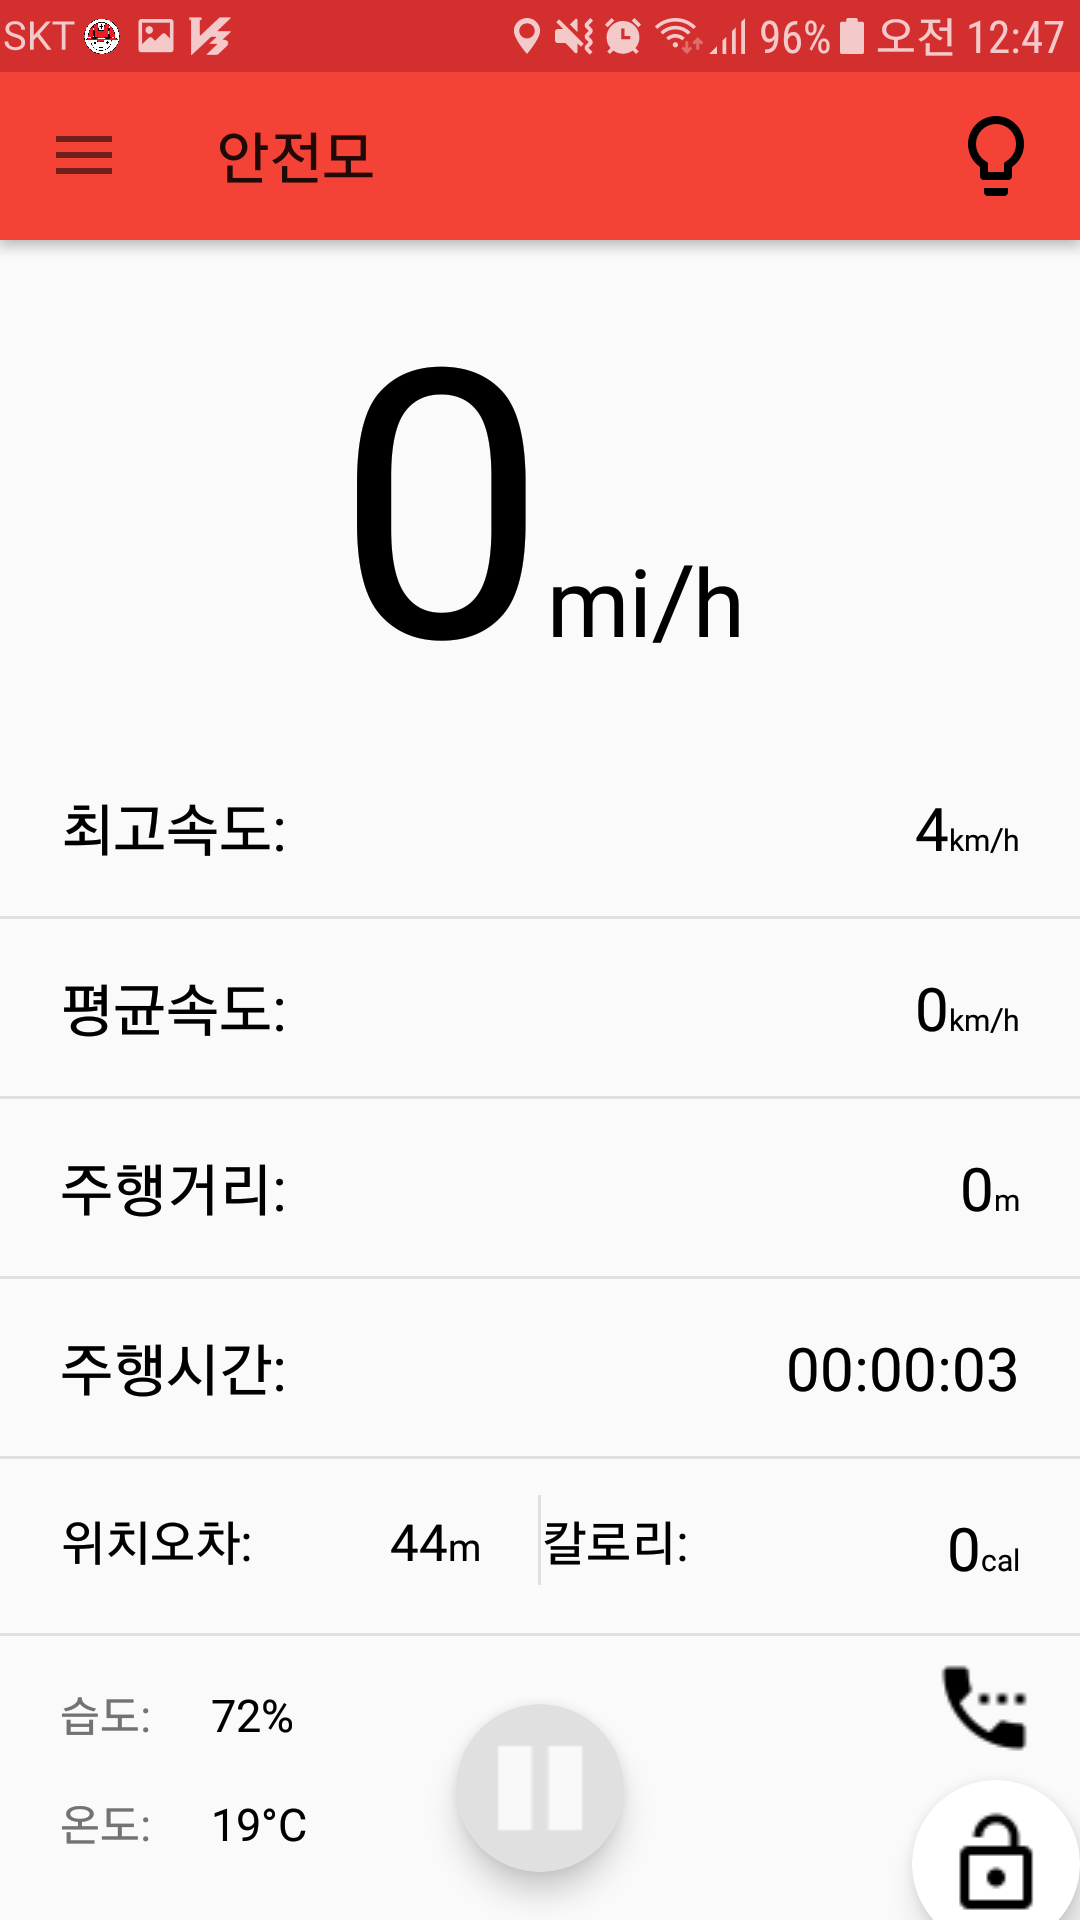 SKT 96% 오전 12:47
안전모
0mi/h
최고속도: 4km/h
평균속도: 0km/h
주행거리: 0m
주행시간: 00:00:03
위치오차: 44m 칼로리: 0cal
습도: 72%
온도: 19°C